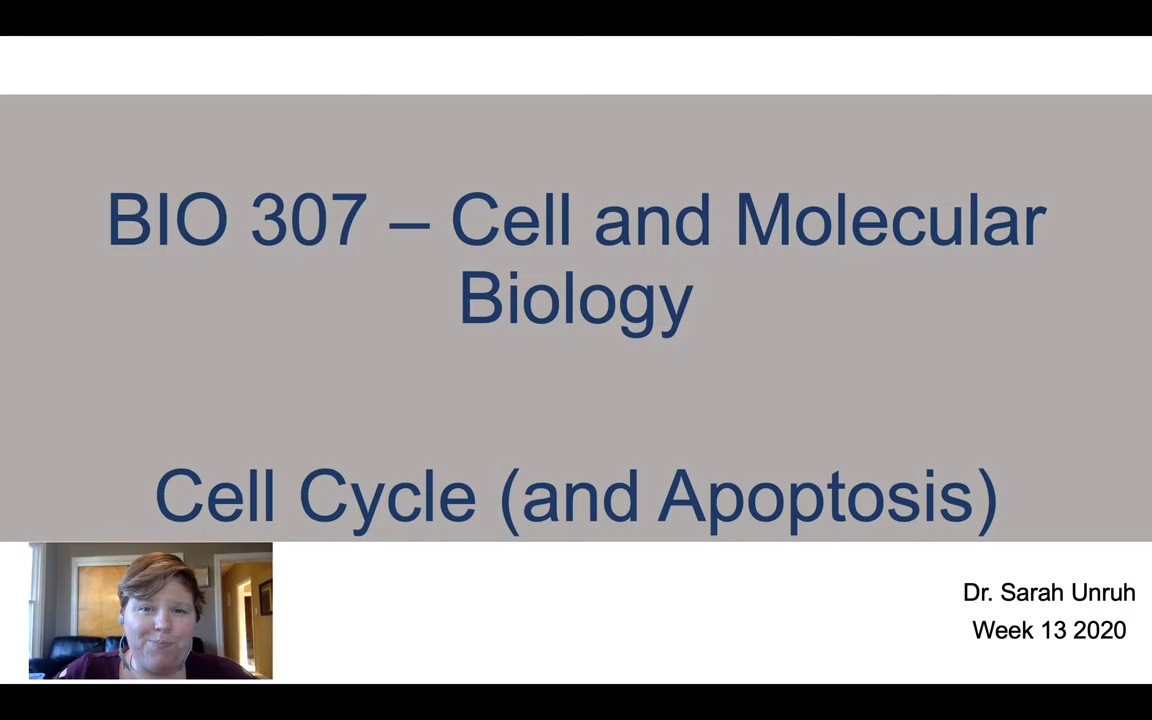 BIO 307 – Cell and Molecular
Biology
Cell Cycle (and Apoptosis)
Dr. Sarah Unruh
Week 13 2020